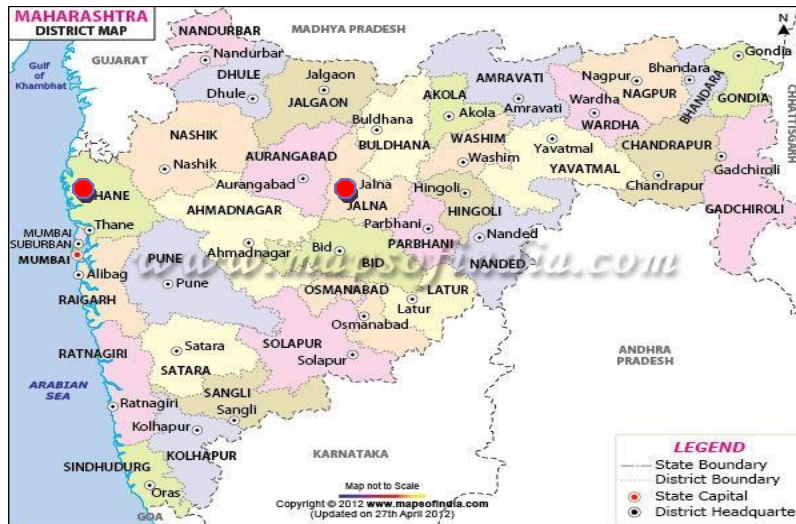 MAHARASHTRA
DISTRICT MAP
MADHYA PRADESH
N
GUJARAT
NANDURBAR
Nandurbar
Gulf
of
Khambhat
DHULE
Dhule
Jalgaon
JALGAON
AMRAVATI
Amravati
AKOLA
Akola
Nagpur
NAGPUR
Bhandara
BHANDARA
Gondia
GONDIA
CHHATTISGARH
Wardha
WARDHA
Buldhana
BULDHANA
NASHIK
Nashik
AURANGABAD
Aurangabad
WASHIM
Washim
Yavatmal
YAVATMAL
CHANDRAPUR
Chandrapur
Gadchiroli
GADCHIROLI
HANE
Thane
Jalna
JALNA
Hingoli
HINGOLI
AHMADNAGAR
Ahmadnagar
Parbhani
PARBHANI
Nanded
NANDED
MUMBAI
SUBURBAN
MUMBAI
Bid
BID
www.mapsofindia.com
Alibag
RAIGARH
PUNE
Pune
OSMANABAD
Osmanabad
LATUR
Latur
RATNAGIRI
Ratnagiri
Satara
SATARA
SOLAPUR
Solapur
ANDHRA
PRADESH
ARABIAN
SEA
SANGLI
Sangli
Kolhapur
KOLHAPUR
SINDHUDURG
Oras
GOA
KARNATAKA
Map not to Scale
Copyright © 2012 www.mapsofindia.com
(Updated on 27th April 2012)
LEGEND
State Boundary
District Boundary
State Capital
District Headquarte